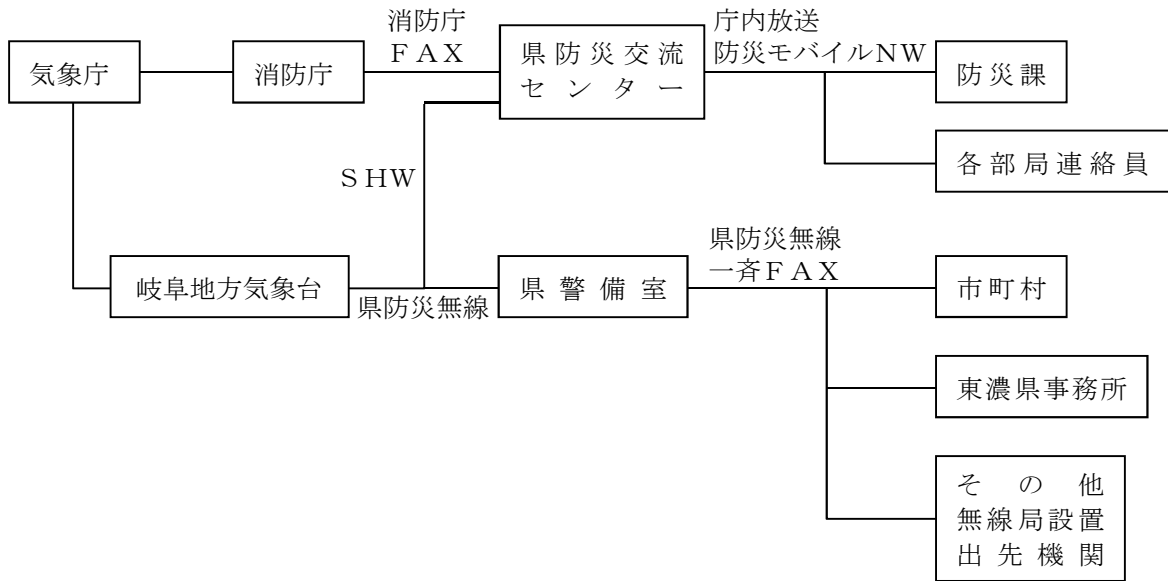 気象庁
消防庁
消防庁
ＦＡＸ
県防災交流
センター
庁内放送
防災モバイルNW
防災課
各部局連絡員
ＳHW
岐阜地方気象台
県防災無線
県警備室
県防災無線
一斉ＦＡＸ
市町村
東濃県事務所
その他
無線局設置
出先機関